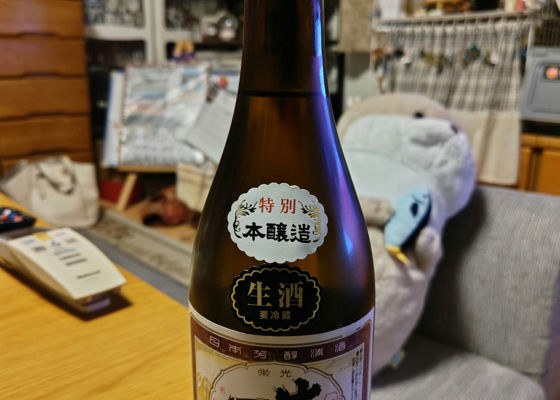 特別
本醸造
生酒
要冷蔵
日本芳醇清酒
栄光